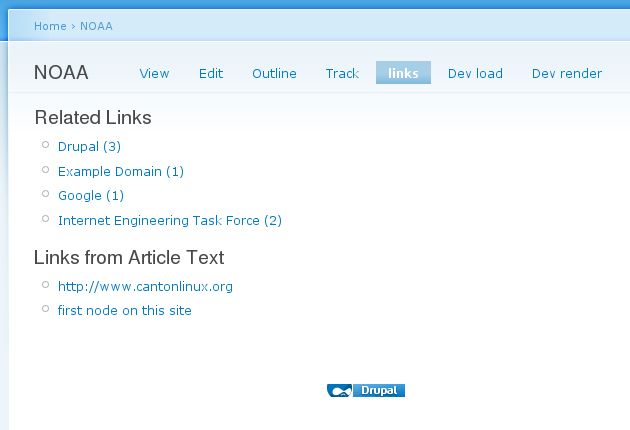 Home › NOAA
NOAA View Edit Outline Track links Dev load Dev render
Related Links
Drupal (3)
Example Domain (1)
Google (1)
Internet Engineering Task Force (2)
Links from Article Text
http://www.cantonlinux.org
first node on this site
Drupal